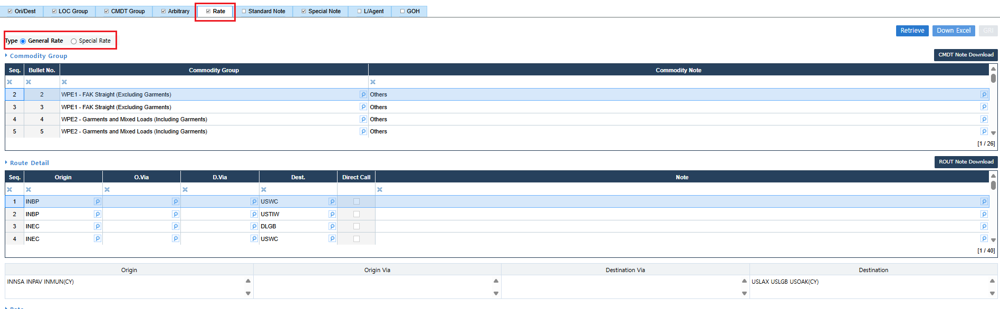 Ori/Dest LOC Group CMDT Group Arbitrary Rate Standard Note Special Note L/Agent GOH
Retrieve Down Excel GRI
Type General Rate Special Rate
Commodity Group CMDT Note Download
Seq. Bullet No. Commodity Group Commodity Note
2 2 WPE1 - FAK Straight (Excluding Garments) Others
3 3 WPE1 - FAK Straight (Excluding Garments) Others
4 4 WPE2 - Garments and Mixed Loads (Including Garments) Others
5 5 WPE2 - Garments and Mixed Loads (Including Garments) Others
[1 / 26]
Route Detail ROUT Note Download
Seq. Origin O.Via D.Via Dest. Direct Call Note
1 INBP USWC
2 INBP USTIW
3 INEC DLGB
4 INEC USWC
[1 / 40]
Origin Origin Via Destination Via Destination
INNSA INPAV INMUN(CY) USLAX USLGB USOAK(CY)
Rate